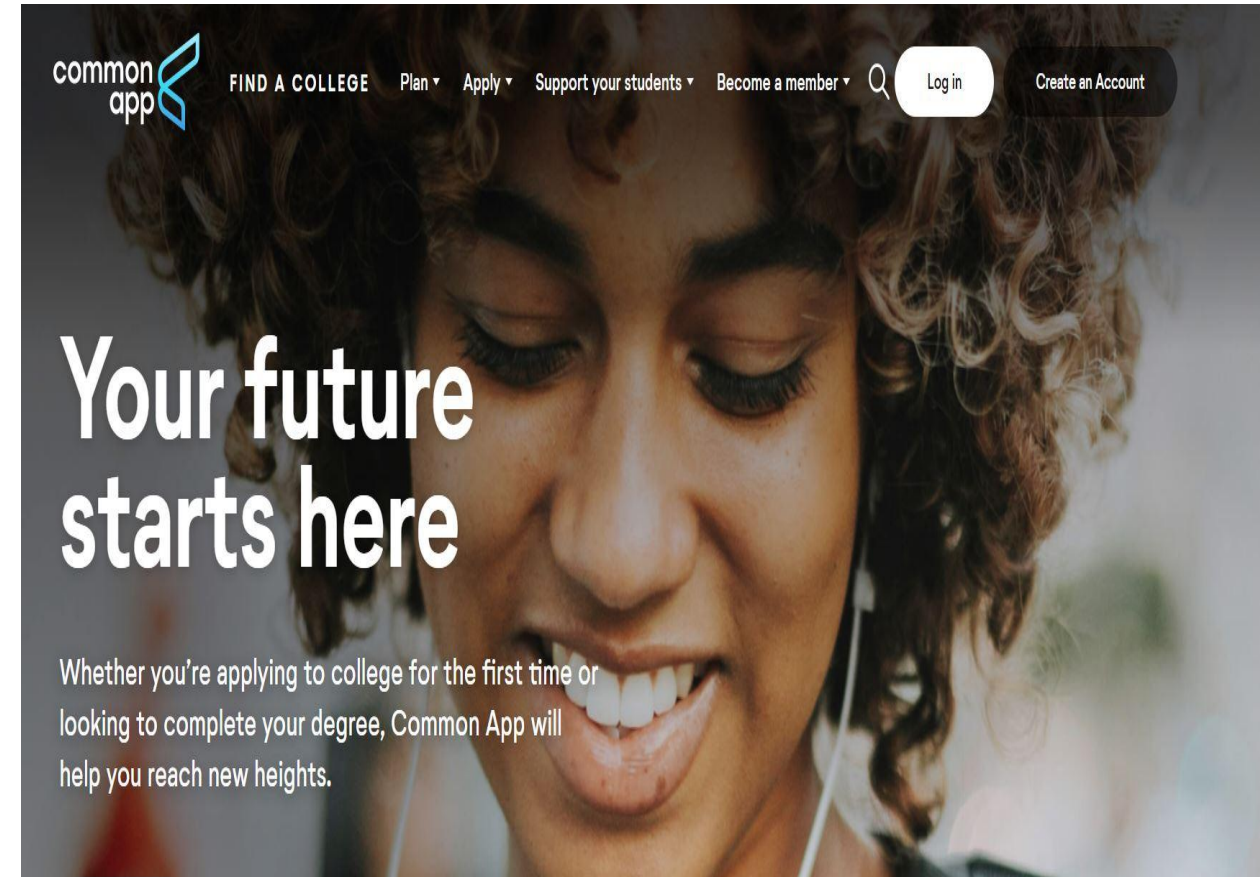 common
app
FIND A COLLEGE Plan ▾ Apply ▾ Support your students ▾ Become a member ▾ Log in Create an Account
Your future
starts here
Whether you’re applying to college for the first time or
looking to complete your degree, Common App will
help you reach new heights.